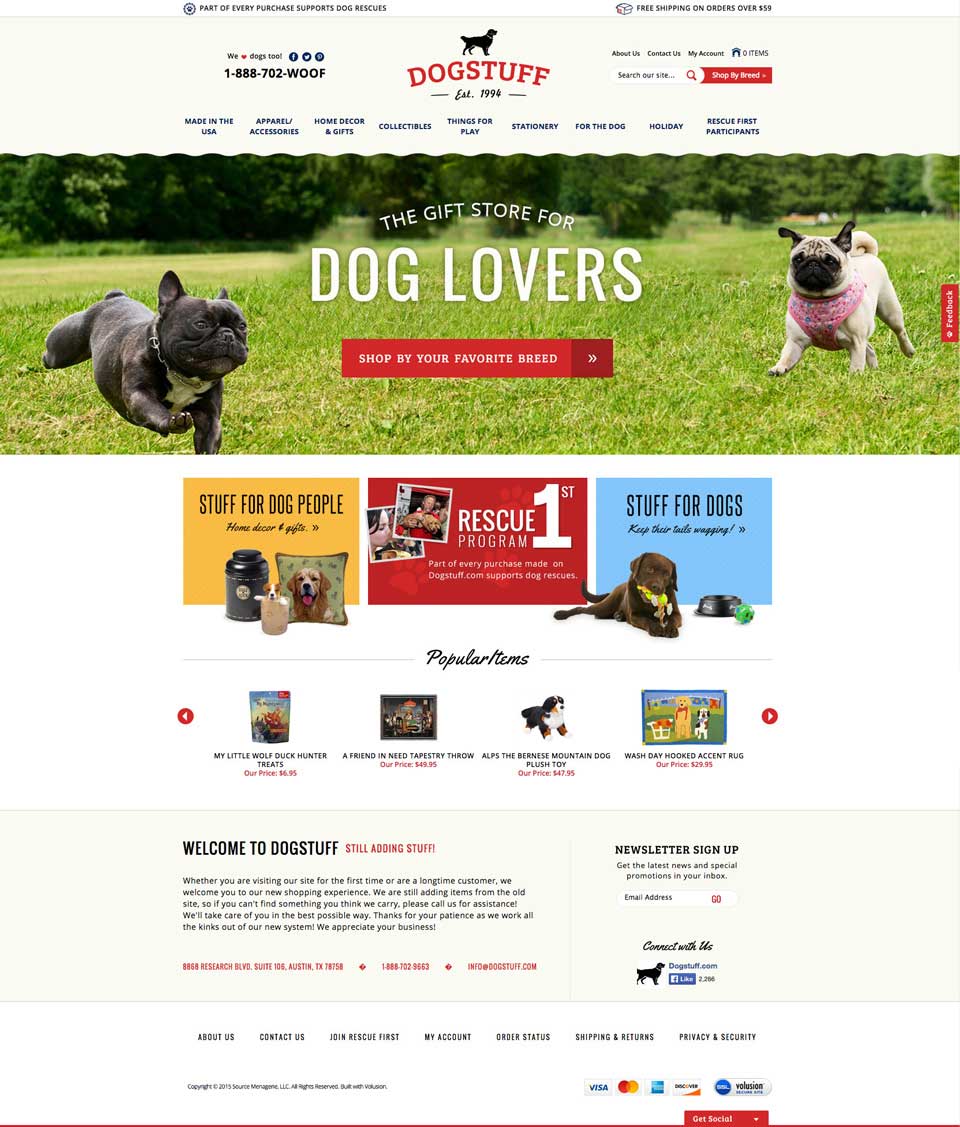 PART OF EVERY PURCHASE SUPPORTS DOG RESCUES
FREE SHIPPING ON ORDERS OVER $59
We dogs too!
1-888-702-WOOF
DOGSTUFF
Est. 1994
About Us Contact Us My Account 0 ITEMS
Search our site... Shop By Breed »
MADE IN THE USA
APPAREL/ ACCESSORIES
HOME DECOR & GIFTS
COLLECTIBLES
THINGS FOR PLAY
STATIONERY
FOR THE DOG
HOLIDAY
RESCUE FIRST PARTICIPANTS
THE GIFT STORE FOR
DOG LOVERS
SHOP BY YOUR FAVORITE BREED »
Feedback
STUFF FOR DOG PEOPLE
Home decor & gifts. »
RESCUE 1ST
PROGRAM
Part of every purchase made on
Dogstuff.com supports dog rescues.
STUFF FOR DOGS
Keep their tails wagging! »
Popular Items
MY LITTLE WOLF DUCK HUNTER
TREATS
Our Price: $6.95
A FRIEND IN NEED TAPESTRY THROW
Our Price: $49.95
ALPS THE BERNESE MOUNTAIN DOG
PLUSH TOY
Our Price: $47.95
WASH DAY HOOKED ACCENT RUG
Our Price: $29.95
WELCOME TO DOGSTUFF STILL ADDING STUFF!
Whether you are visiting our site for the first time or are a longtime customer, we
welcome you to our new shopping experience. We are still adding items from the old
site, so if you can't find something you think we carry, please call us for assistance!
We'll take care of you in the best possible way. Thanks for your patience as we work all
the kinks out of our new system! We appreciate your business!
8868 RESEARCH BLVD. SUITE 106, AUSTIN, TX 78758 � 1-888-702-9663 � INFO@DOGSTUFF.COM
NEWSLETTER SIGN UP
Get the latest news and special
promotions in your inbox.
Email Address GO
Connect with Us
Dogstuff.com
Like 2,266
ABOUT US CONTACT US JOIN RESCUE FIRST MY ACCOUNT ORDER STATUS SHIPPING & RETURNS PRIVACY & SECURITY
Copyright © 2015 Source Menagerie, LLC. All Rights Reserved. Built with Volusion.
VISA
DISCOVER
SSL volusion
SECURE SITE
Get Social